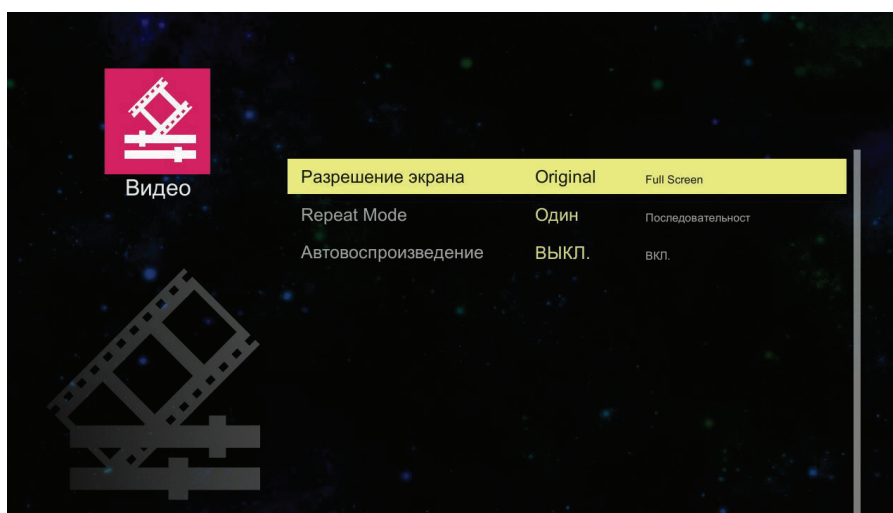 Видео
Разрешение экрана Original Full Screen
Repeat Mode Один Последовательност
Автовоспроизведение ВЫКЛ. ВКЛ.